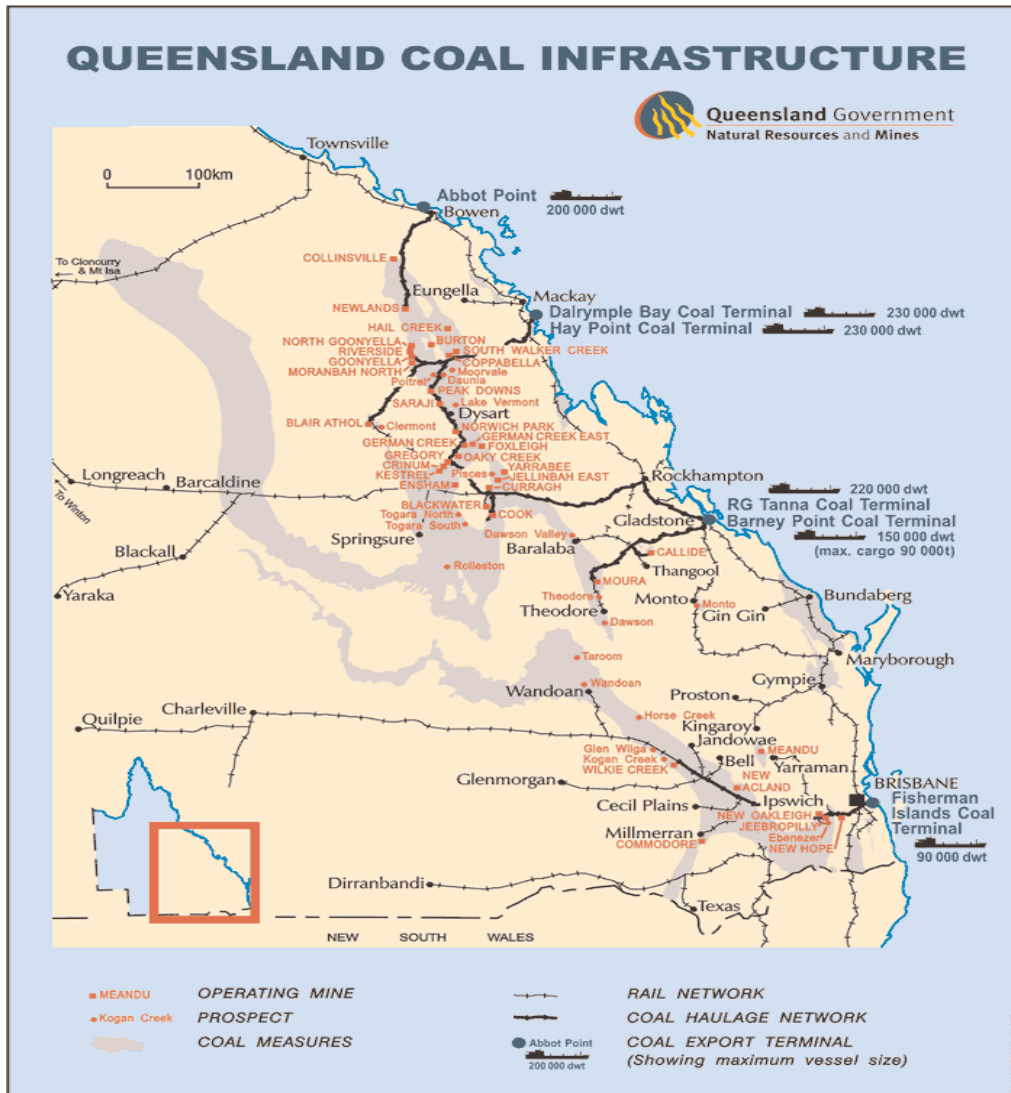 QUEENSLAND COAL INFRASTRUCTURE
Queensland Government
Natural Resources and Mines
Townsville
0 100km
Abbot Point
200 000 dwt
Bowen
To Cloncurry
& Mt Isa
COLLINSVILLE
Eungella
Mackay
NEWLANDS
Dalrymple Bay Coal Terminal 230 000 dwt
Hay Point Coal Terminal 230 000 dwt
HAIL CREEK
NORTH GOONYELLA
BURTON
RIVERSIDE
SOUTH WALKER CREEK
GOONYELLA
COPPABELLA
MORANBAH NORTH
Moorvale
Poitrel
Daunia
PEAK DOWNS
SARAJI
Lake Vermont
Dysart
BLAIR ATHOL
Clermont
NORWICH PARK
GERMAN CREEK
GERMAN CREEK EAST
FOXLEIGH
GREGORY
OAKY CREEK
CRINUM
YARRABEE
KESTREL
Pisces
JELLINBAH EAST
ENSHAM
CURRAGH
Longreach
Barcaldine
Rockhampton
To Winton
220 000 dwt
RG Tanna Coal Terminal
BLACKWATER
Togara North
COOK
Gladstone
Barney Point Coal Terminal
Togara South
150 000 dwt
(max. cargo 90 000t)
Springsure
Dawson Valley
Baralaba
CALLIDE
Blackall
Thangool
Rolleston
MOURA
Yaraka
Theodore
Monto
Monto
Bundaberg
Theodore
Gin Gin
Dawson
Maryborough
Taroom
Gympie
Wandoan
Wandoan
Proston
Charleville
Quilpie
Horse Creek
Kingaroy
Jandowae
Glen Wilga
MEANDU
Kogan Creek
Bell
WILKIE CREEK
Yarraman
Glenmorgan
NEW
ACLAND
BRISBANE
Cecil Plains
Ipswich
Fisherman
Islands Coal
Terminal
NEW OAKLEIGH
JEEBROPILLY
Millmerran
Ebenezer
COMMODORE
NEW HOPE
90 000 dwt
Dirranbandi
Texas
NEW SOUTH WALES
MEANDU OPERATING MINE
Kogan Creek PROSPECT
COAL MEASURES
RAIL NETWORK
COAL HAULAGE NETWORK
Abbot Point COAL EXPORT TERMINAL
200 000 dwt (Showing maximum vessel size)